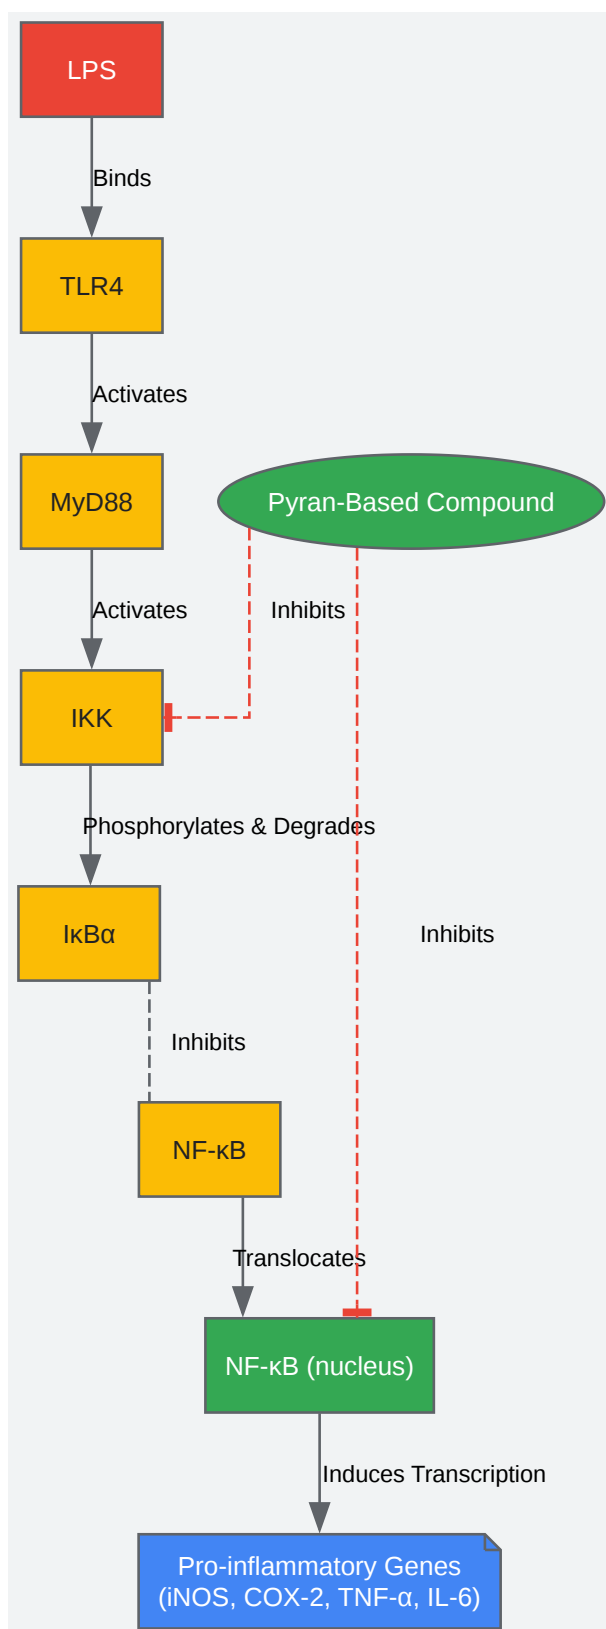 LPS
Binds
TLR4
Activates
MyD88
Pyran-Based Compound
Activates
Inhibits
IKK
Phosphorylates & Degrades
IκBα
Inhibits
Inhibits
NF-κB
Translocates
NF-κB (nucleus)
Induces Transcription
Pro-inflammatory Genes
(iNOS, COX-2, TNF-α, IL-6)